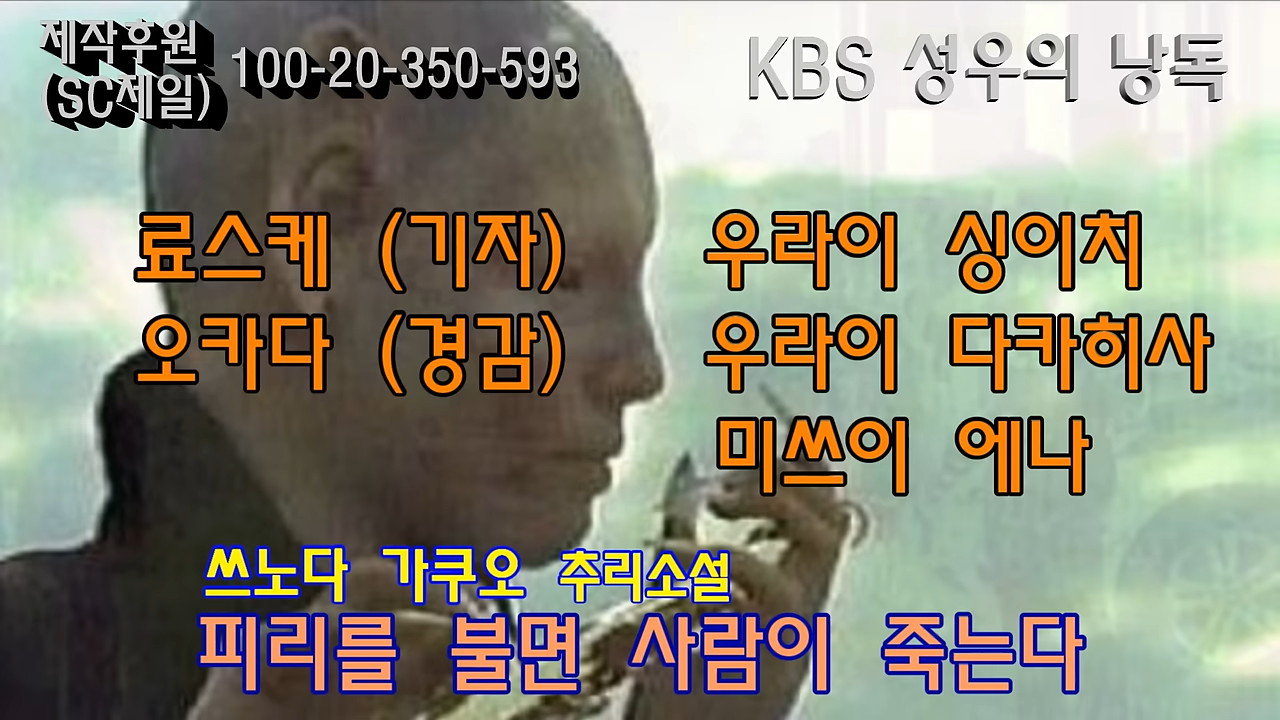 제작후원
(SC제일)
100-20-350-593
KBS 성우의 낭독
료스케 (기자)
우라이 싱이치
오카다 (경감)
우라이 다카히사
미쓰이 에나
쓰노다 가쿠오 추리소설
피리를 불면 사람이 죽는다